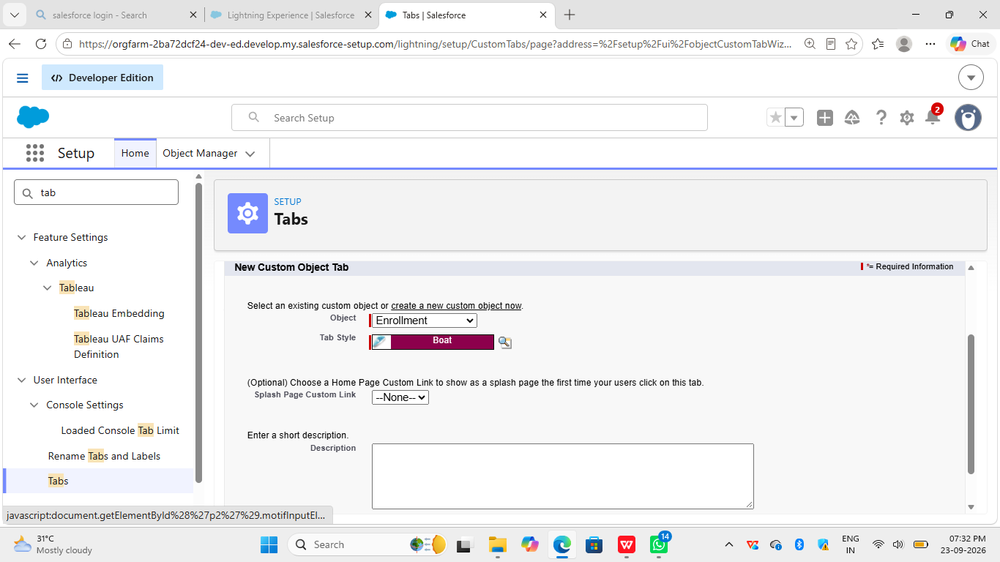 salesforce login - Search
Lightning Experience | Salesforce
Tabs | Salesforce
https://orgfarm-2ba72dcf24-dev-ed.develop.my.salesforce-setup.com/lightning/setup/CustomTabs/page?address=%2Fsetup%2Fui%2FobjectCustomTabWiz...
Chat
</> Developer Edition
Search Setup
2
Setup
Home
Object Manager
tab
Feature Settings
Analytics
Tableau
Tableau Embedding
Tableau UAF Claims
Definition
User Interface
Console Settings
Loaded Console Tab Limit
Rename Tabs and Labels
Tabs
SETUP
Tabs
New Custom Object Tab
*= Required Information
Select an existing custom object or create a new custom object now.
Object
Enrollment
Tab Style
Boat
(Optional) Choose a Home Page Custom Link to show as a splash page the first time your users click on this tab.
Splash Page Custom Link
--None--
Enter a short description.
Description
javascript:document.getElementById%28%27p2%27%29.motifInputEl...
31°C
Mostly cloudy
Search
14
ENG
IN
07:32 PM
23-09-2026